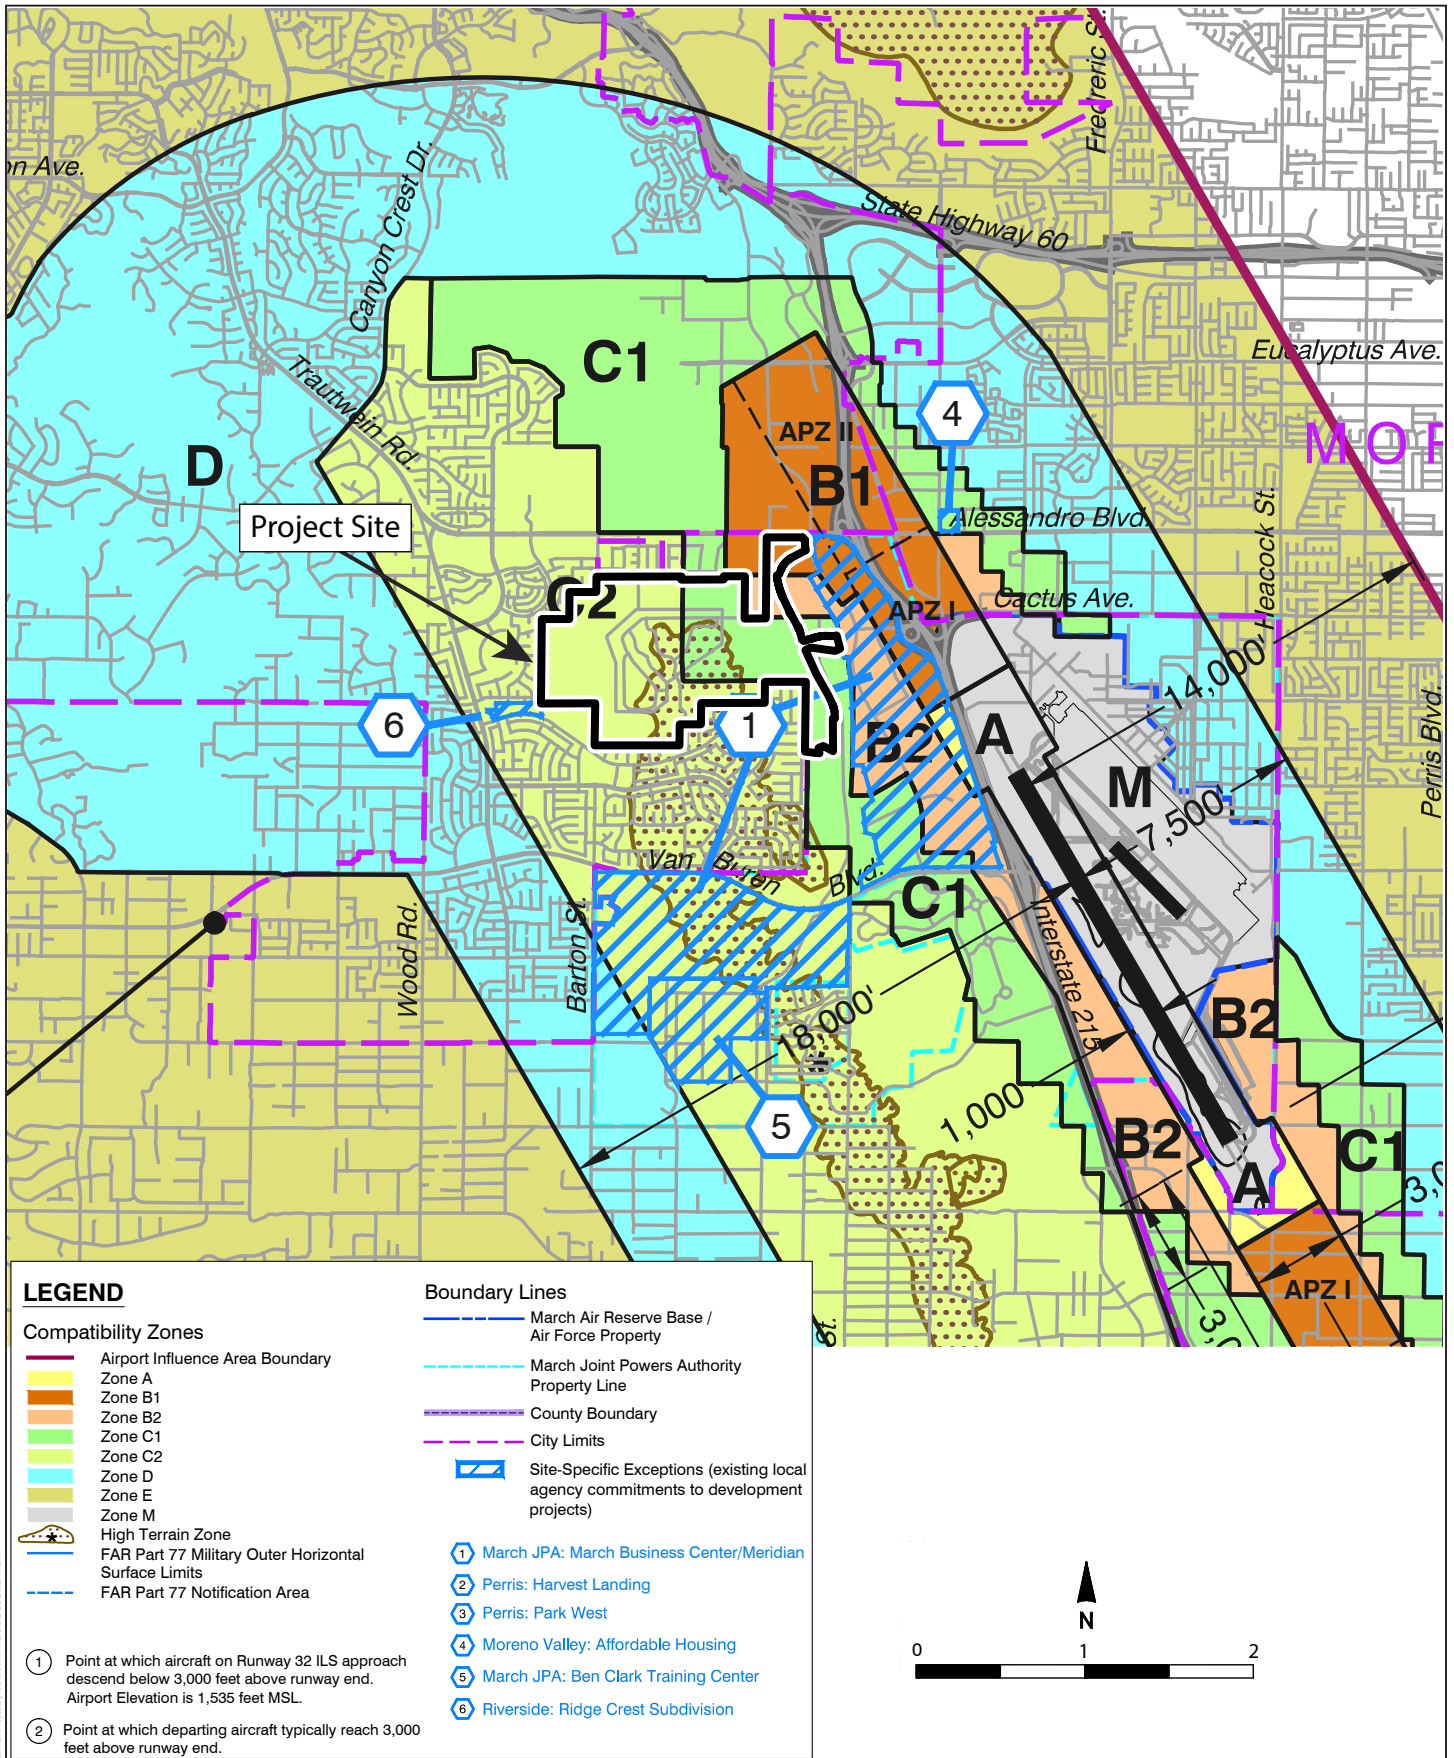 Fredreric St.
on Ave.
Canyon Crest Dr.
State Highway 60
Eucalyptus Ave.
C1
Trautwein Rd.
4
APZ II
MOR
D
B1
Heacock St.
Project Site
Alessandro Blvd.
C2
APZ I
Cactus Ave.
14,000'
6
1
B2
A
M
Perris Blvd.
7,500'
Van Buren Blvd.
C1
Barton St.
Wood Rd.
Interstate 215
B2
18,000'
1,000
5
B2
C1
A
3,0
APZ I
3,0
St.
LEGEND
Compatibility Zones
Airport Influence Area Boundary
Zone A
Zone B1
Zone B2
Zone C1
Zone C2
Zone D
Zone E
Zone M
High Terrain Zone
FAR Part 77 Military Outer Horizontal
Surface Limits
FAR Part 77 Notification Area
1 Point at which aircraft on Runway 32 ILS approach
descend below 3,000 feet above runway end.
Airport Elevation is 1,535 feet MSL.
2 Point at which departing aircraft typically reach 3,000
feet above runway end.
Boundary Lines
March Air Reserve Base /
Air Force Property
March Joint Powers Authority
Property Line
County Boundary
City Limits
Site-Specific Exceptions (existing local
agency commitments to development
projects)
1 March JPA: March Business Center/Meridian
2 Perris: Harvest Landing
3 Perris: Park West
4 Moreno Valley: Affordable Housing
5 March JPA: Ben Clark Training Center
6 Riverside: Ridge Crest Subdivision
N
0 1 2